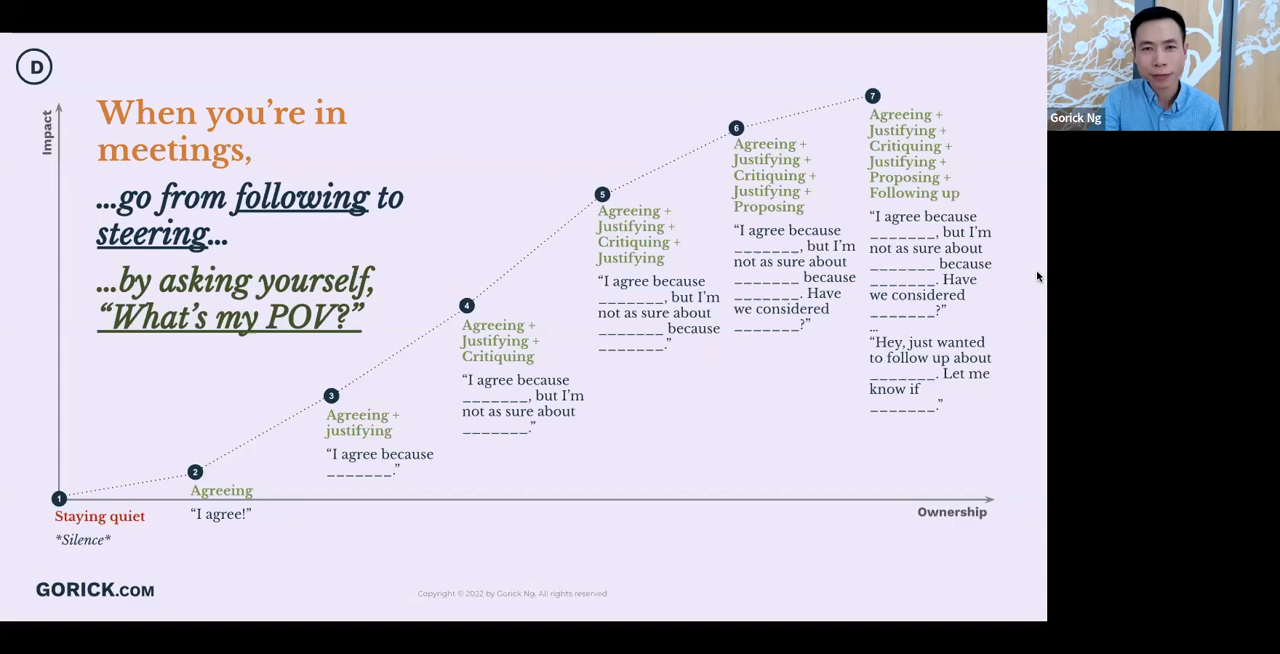 D
Impact
When you're in
meetings,
...go from following to
steering...
...by asking yourself,
“What's my POV?”
1
Staying quiet
*Silence*
2
Agreeing
“I agree!”
3
Agreeing +
justifying
“I agree because
_______.”
4
Agreeing +
Justifying +
Critiquing
“I agree because
_______, but I'm
not as sure about
_______.”
5
Agreeing +
Justifying +
Critiquing +
Justifying
“I agree because
_______, but I'm
not as sure about
_______ because
_______.”
6
Agreeing +
Justifying +
Critiquing +
Justifying +
Proposing
“I agree because
_______, but I'm
not as sure about
_______ because
_______. Have
we considered
_______?”
7
Agreeing +
Justifying +
Critiquing +
Justifying +
Proposing +
Following up
“I agree because
_______, but I'm
not as sure about
_______ because
_______. Have
we considered
_______?”
...
“Hey, just wanted
to follow up about
_______. Let me
know if
_______.”
Ownership
GORICK.COM
Copyright © 2022 by Gorick Ng. All rights reserved
Gorick Ng